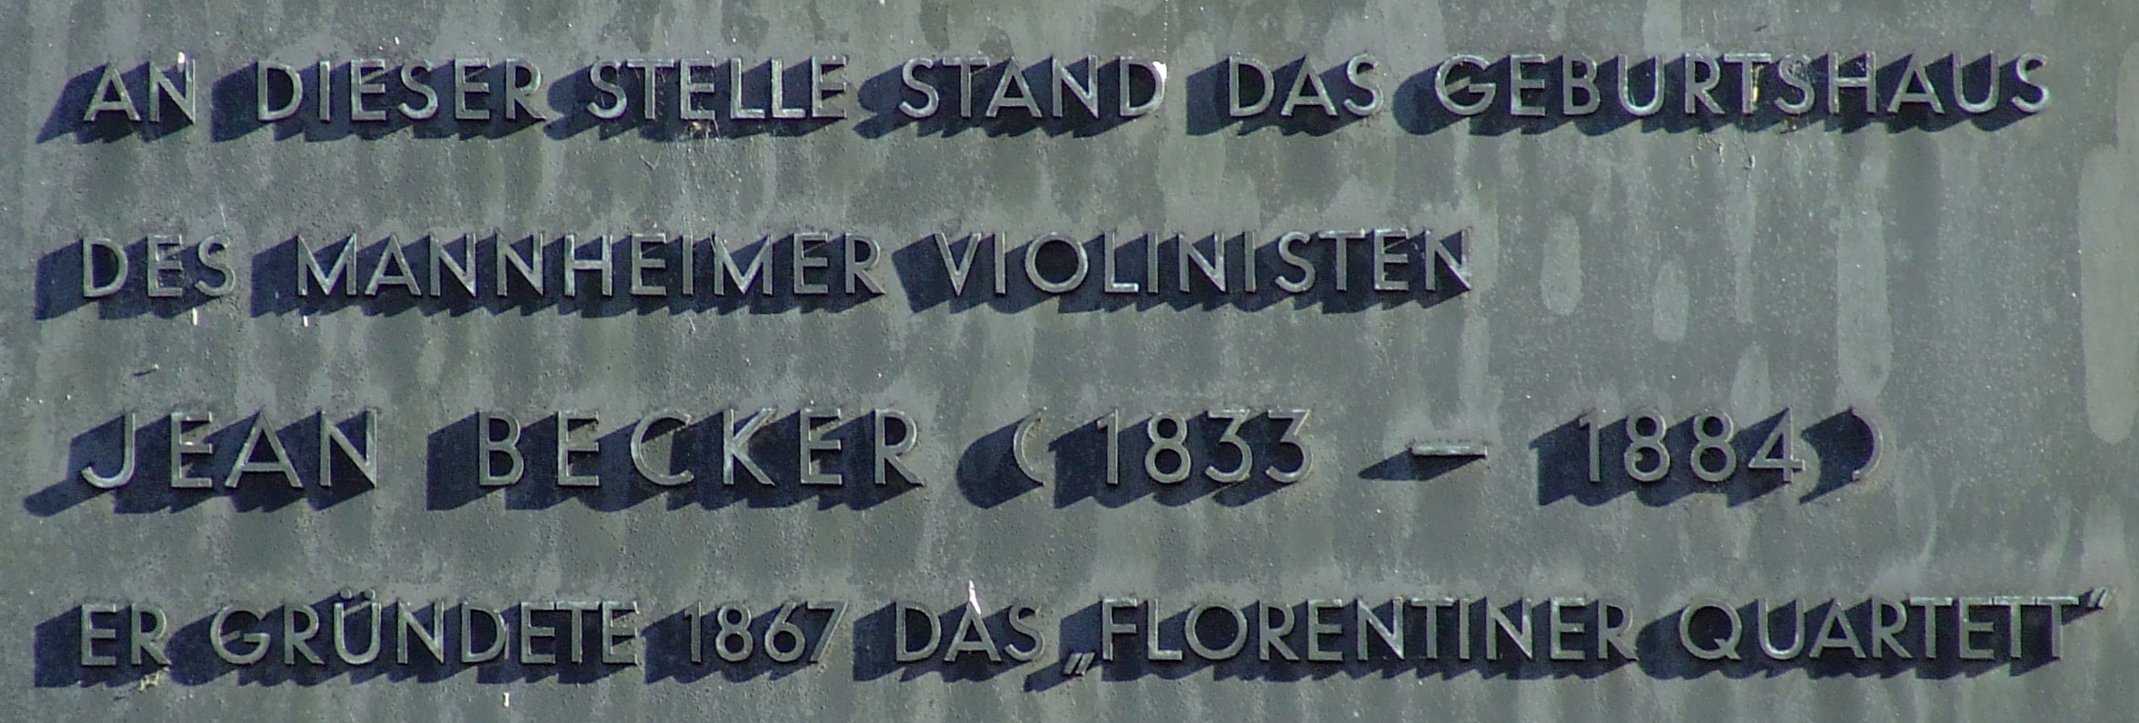 AN DIESER STELLE STAND DAS GEBURTSHAUS
DES MANNHEIMER VIOLINISTEN
JEAN BECKER (1833 – 1884)
ER GRÜNDETE 1867 DAS „FLORENTINER QUARTETT“